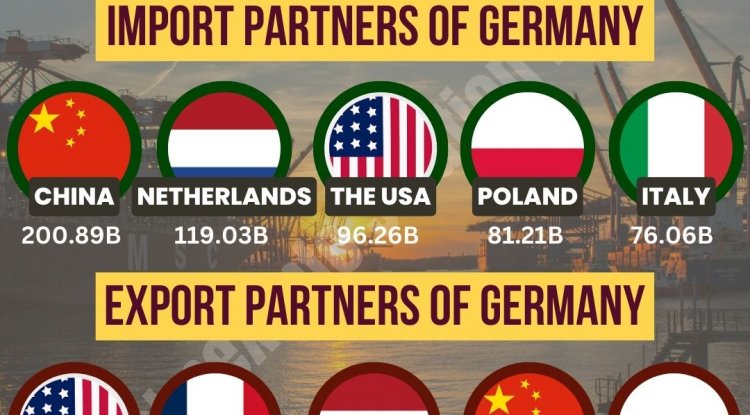 IMPORT PARTNERS OF GERMANY
CHINA NETHERLANDS THE USA POLAND ITALY
200.89B 119.03B 96.26B 81.21B 76.06B
EXPORT PARTNERS OF GERMANY